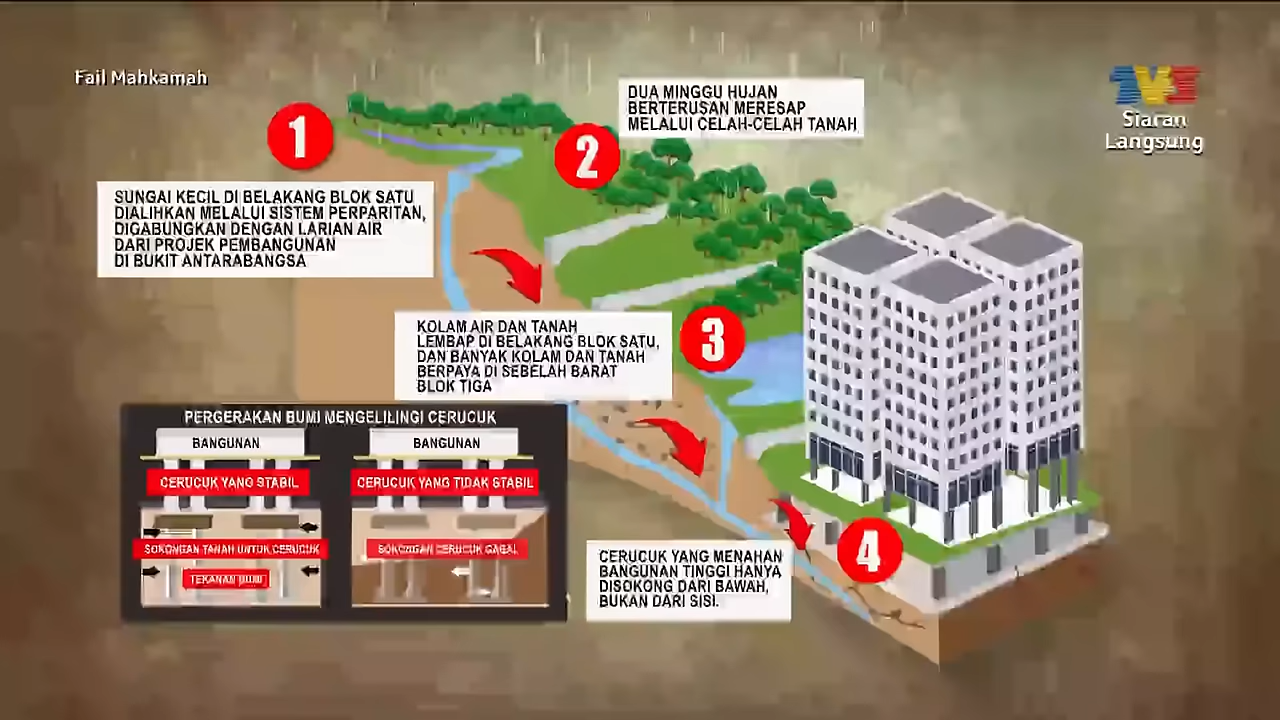 Fail Mahkamah
TV3
Siaran
Langsung
1
SUNGAI KECIL DI BELAKANG BLOK SATU
DIALIHKAN MELALUI SISTEM PERPARITAN,
DIGABUNGKAN DENGAN LARIAN AIR
DARI PROJEK PEMBANGUNAN
DI BUKIT ANTARABANGSA
2
DUA MINGGU HUJAN
BERTERUSAN MERESAP
MELALUI CELAH-CELAH TANAH
3
KOLAM AIR DAN TANAH
LEMBAP DI BELAKANG BLOK SATU,
DAN BANYAK KOLAM DAN TANAH
BERPAYA DI SEBELAH BARAT
BLOK TIGA
PERGERAKAN BUMI MENGELILINGI CERUCUK
BANGUNAN
CERUCUK YANG STABIL
SOKONGAN TANAH UNTUK CERUCUK
TEKANAN BUMI
BANGUNAN
CERUCUK YANG TIDAK STABIL
SOKONGAN CERUCUK GAGAL
4
CERUCUK YANG MENAHAN
BANGUNAN TINGGI HANYA
DISOKONG DARI BAWAH,
BUKAN DARI SISI.